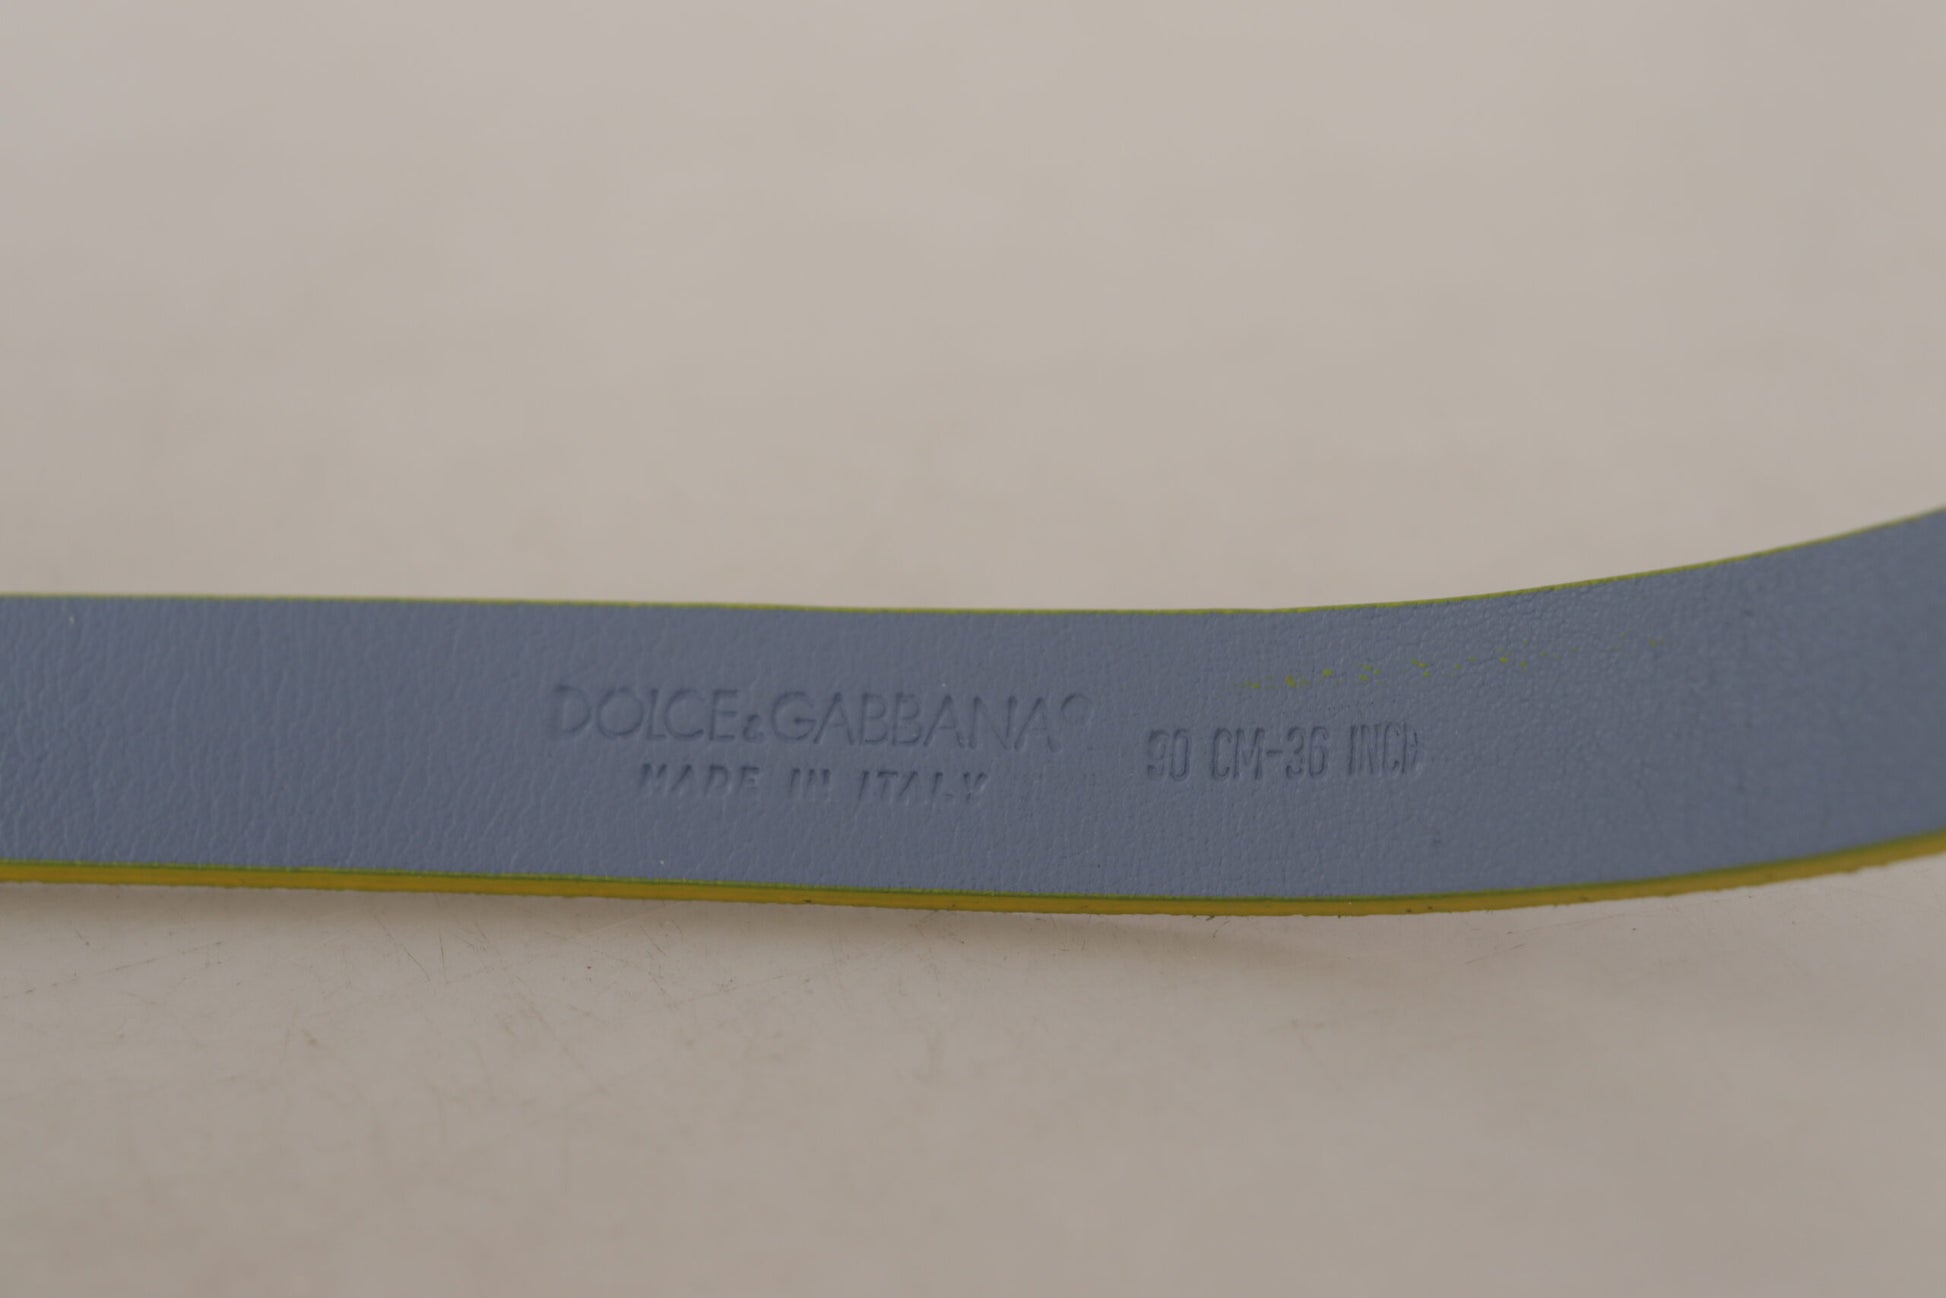 DOLCE&GABBANA®
MADE IN ITALY
90 CM-36 INCH